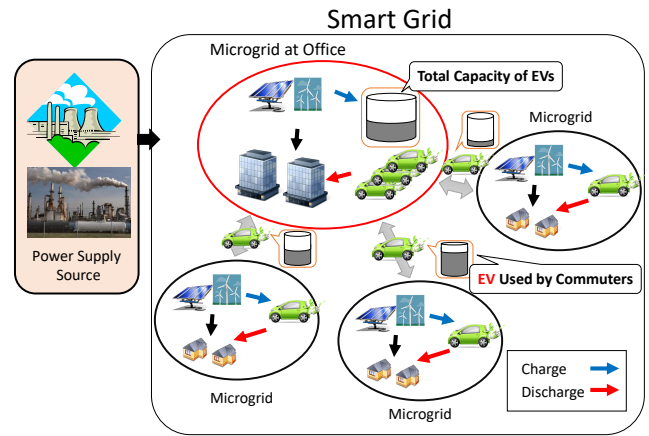 Smart Grid
Microgrid at Office
Total Capacity of EVs
Microgrid
Power Supply
Source
EV Used by Commuters
Microgrid
Microgrid
Charge
Discharge